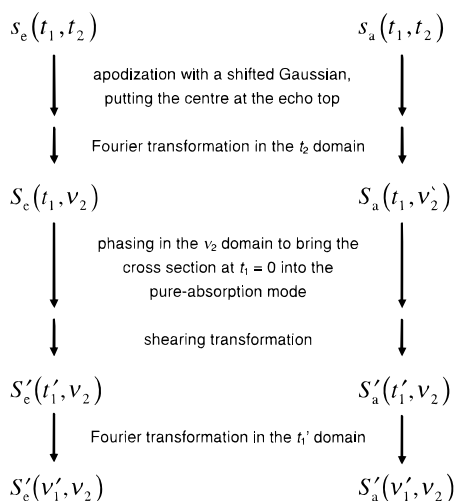 s_e(t_1, t_2) s_a(t_1, t_2)
apodization with a shifted Gaussian,
putting the centre at the echo top
Fourier transformation in the t_2 domain
S_e(t_1, ν_2) S_a(t_1, ν_2`)
phasing in the ν_2 domain to bring the
cross section at t_1 = 0 into the
pure-absorption mode
shearing transformation
S'_e(t'_1, ν_2) S'_a(t'_1, ν_2)
Fourier transformation in the t_1' domain
S'_e(ν'_1, ν_2) S'_a(ν'_1, ν_2)